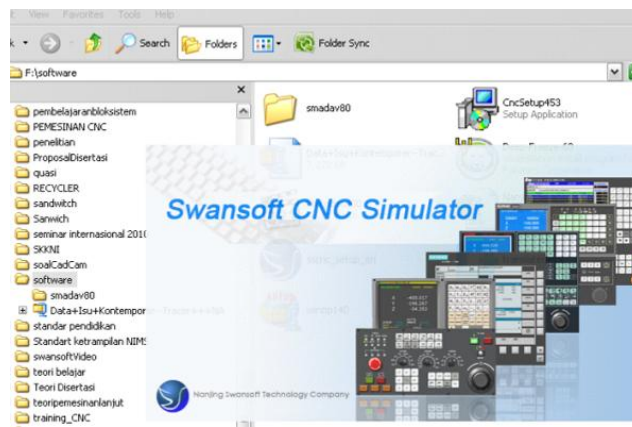 View Favorites Tools Help
Search Folders Folder Sync
F:\software
pembelajaranbloksistem
PEMESINAN CNC
penelitian
ProposalDisertasi
quasi
RECYCLER
sandwitch
Sanwich
seminar internasional 2010
SKKNI
soalCadCam
software
smadav80
Data+Isu+Kontempor
standar pendidikan
Standart ketrampilan NIMS
swansoftVideo
teori belajar
Teori Disertasi
teoripemesinanlanjut
training_CNC
smadav80
CncSetup453
Setup Application
Swansoft CNC Simulator
Nanjing Swansoft Technology Company